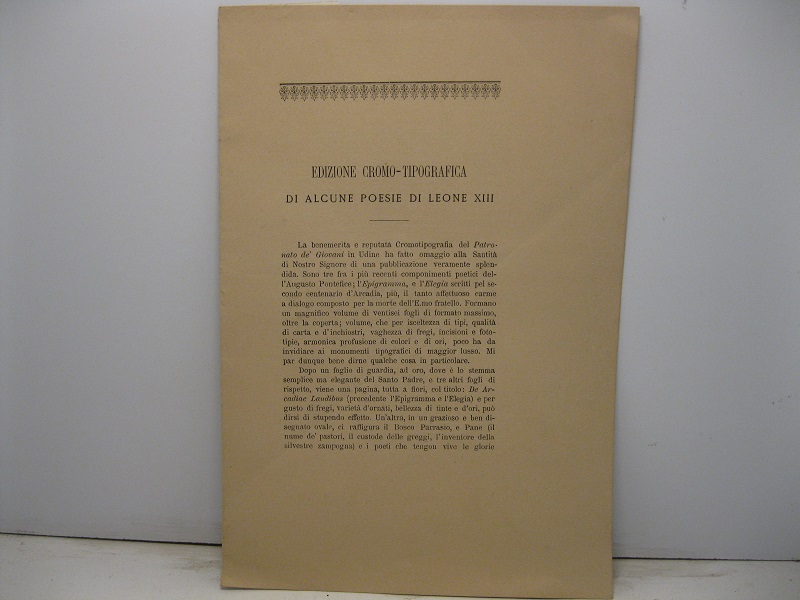 EDIZIONE CROMO-TIPOGRAFICA
DI ALCUNE POESIE DI LEONE XIII
La benemerita e reputata Cromotipografia del Patro-
nato de' Giovani in Udine ha fatto omaggio alla Santità
di Nostro Signore di una pubblicazione veramente splen-
dida. Sono tre fra i più recenti componimenti poetici del-
l'Augusto Pontefice; l'Epigramma, e l'Elegia scritti pel se-
condo centenario d'Arcadia, più, il tanto affettuoso carme
a dialogo composto per la morte dell'E.mo fratello. Formano
un magnifico volume di ventisei fogli di formato massimo,
oltre la coperta; volume, che per isceltezza di tipi, qualità
di carta e d'inchiostri, vaghezza di fregi, incisioni e foto-
tipie, armonica profusione di colori e di ori, poco ha da
invidiare ai monumenti tipografici di maggior lusso. Mi
par dunque bene dirne qualche cosa in particolare.
Dopo un foglio di guardia, ad oro, dove è lo stemma
semplice ma elegante del Santo Padre, e tre altri fogli di
rispetto, viene una pagina, tutta a fiori, col titolo: De Ar-
cadiae Laudibus (precedente l'Epigramma e l'Elegia) e per
gusto di fregi, varietà d'ornati, bellezza di tinte e d'ori, può
dirsi di stupendo effetto. Un'altra, in un grazioso e ben di-
segnato ovale, ci raffigura il Bosco Parrasio, e Pane (il
nume de' pastori, il custode delle greggi, l'inventore della
silvestre zampogna) e i poeti che tengon vive le glorie